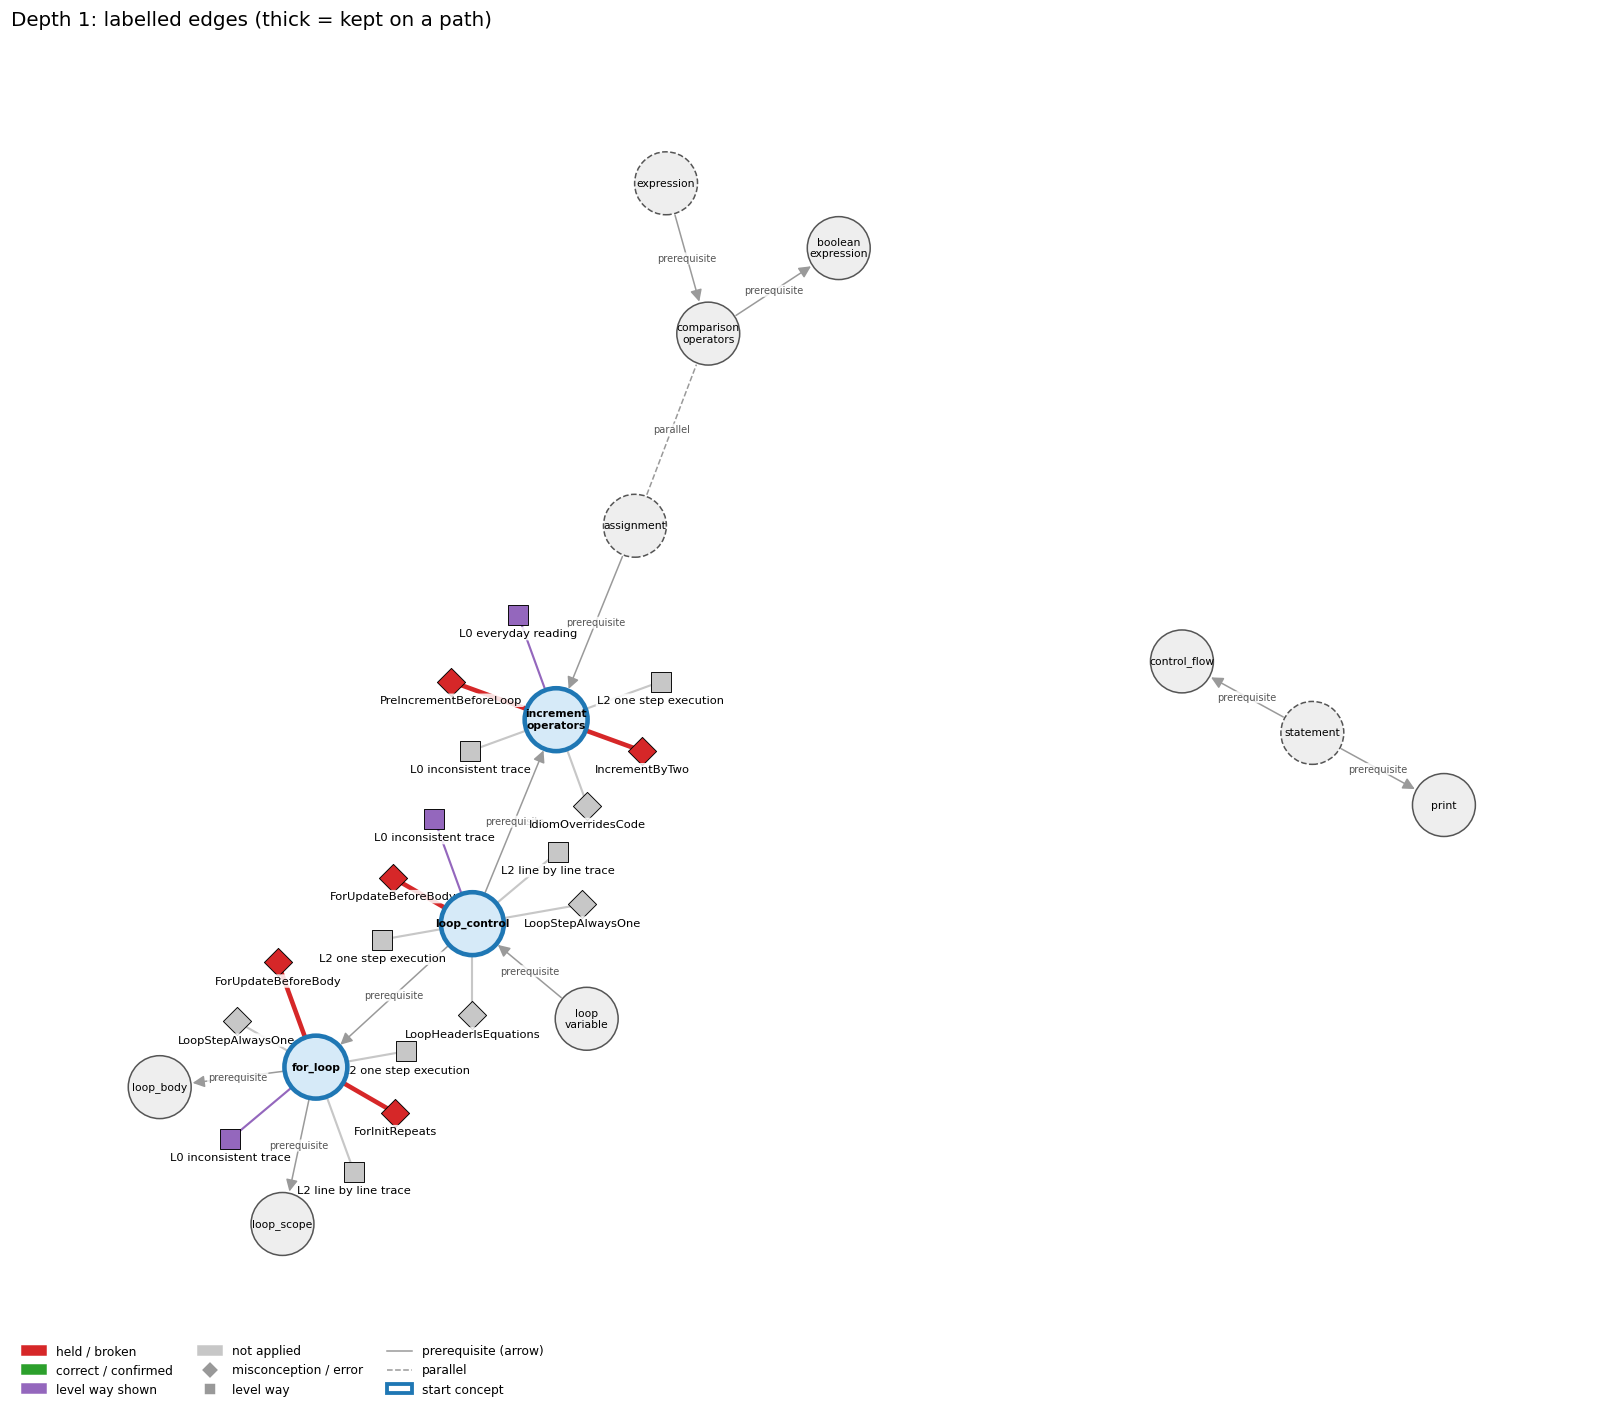 Depth 1: labelled edges (thick = kept on a path)
expression
boolean
expression
prerequisite
prerequisite
comparison
operators
parallel
assignment
L0 everyday reading
prerequisite
PreIncrementBeforeLoop
L2 one step execution
increment
operators
L0 inconsistent trace
IncrementByTwo
control_flow
prerequisite
statement
prerequisite
print
L0 inconsistent trace
IdiomOverridesCode
L2 line by line trace
ForUpdateBeforeBody
loop_control
LoopStepAlwaysOne
L2 one step execution
prerequisite
ForUpdateBeforeBody
prerequisite
loop
variable
LoopStepAlwaysOne
LoopHeaderIsEquations
for_loop
2 one step execution
loop_body
prerequisite
ForInitRepeats
prerequisite
L0 inconsistent trace
L2 line by line trace
loop_scope
held / broken
correct / confirmed
level way shown
not applied
misconception / error
level way
prerequisite (arrow)
parallel
start concept